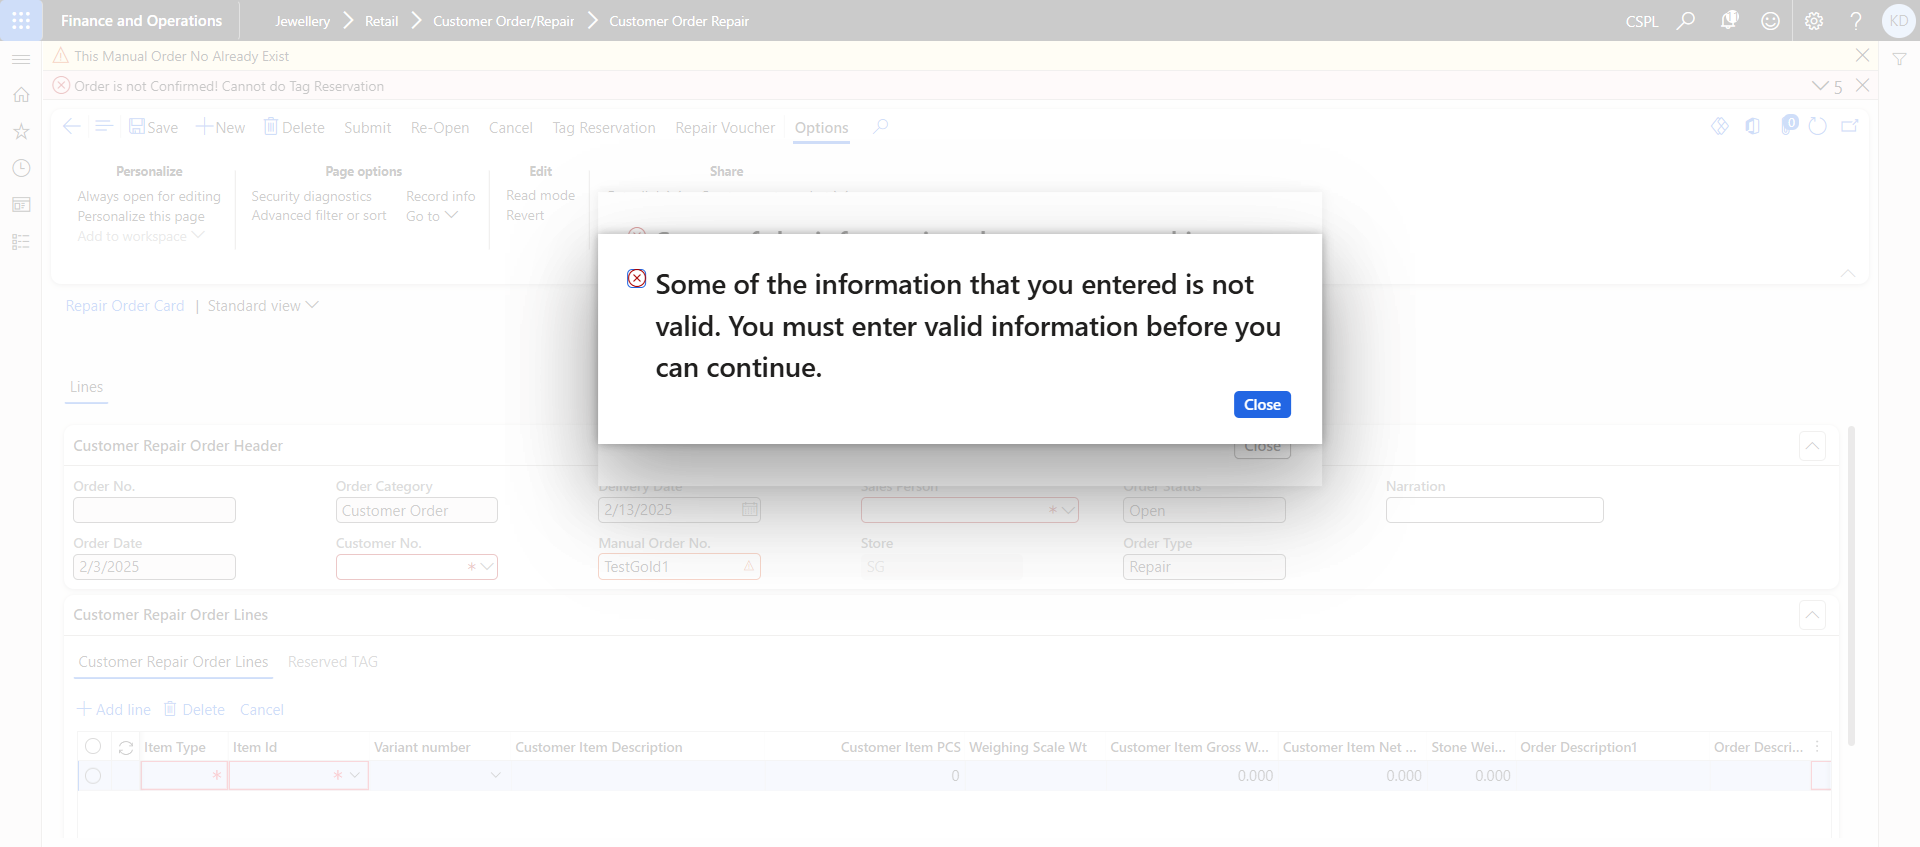 Finance and Operations
Jewellery Retail Customer Order/Repair Customer Order Repair
CSPL
11
KD
This Manual Order No Already Exist
Order is not Confirmed! Cannot do Tag Reservation
5
Save New Delete Submit Re-Open Cancel Tag Reservation Repair Voucher Options
0
Personalize
Always open for editing
Personalize this page
Add to workspace
Page options
Security diagnostics
Advanced filter or sort
Record info
Go to
Edit
Read mode
Revert
Share
Repair Order Card | Standard view
Some of the information that you entered is not
valid. You must enter valid information before you
can continue.
Close
Close
Lines
Customer Repair Order Header
Order No. Order Category Delivery Date Sales Person Order Status Narration
Customer Order 2/13/2025 * Open
Order Date Customer No. Manual Order No. Store Order Type
2/3/2025 * TestGold1 SG Repair
Customer Repair Order Lines
Customer Repair Order Lines Reserved TAG
Add line Delete Cancel
Item Type Item Id Variant number Customer Item Description Customer Item PCS Weighing Scale Wt Customer Item Gross W... Customer Item Net ... Stone Wei... Order Description1 Order Descri...
* * 0 0.000 0.000 0.000